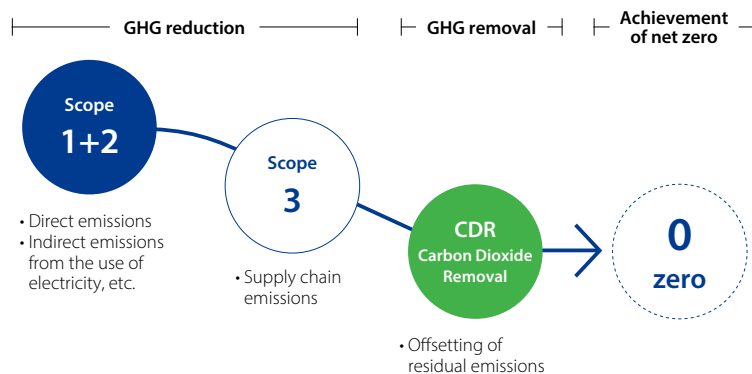 GHG reduction
GHG removal
Achievement
of net zero
Scope
1+2
• Direct emissions
• Indirect emissions
from the use of
electricity, etc.
Scope
3
• Supply chain
emissions
CDR
Carbon Dioxide
Removal
• Offsetting of
residual emissions
0
zero